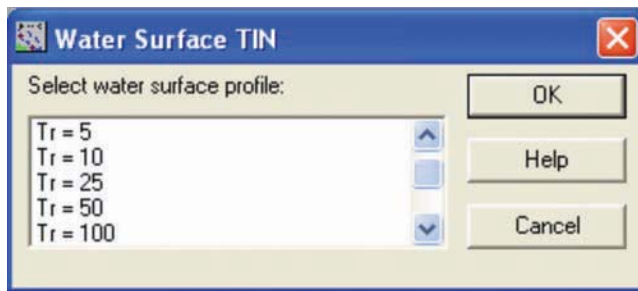 Water Surface TIN
Select water surface profile:
Tr = 5
Tr = 10
Tr = 25
Tr = 50
Tr = 100
OK
Help
Cancel